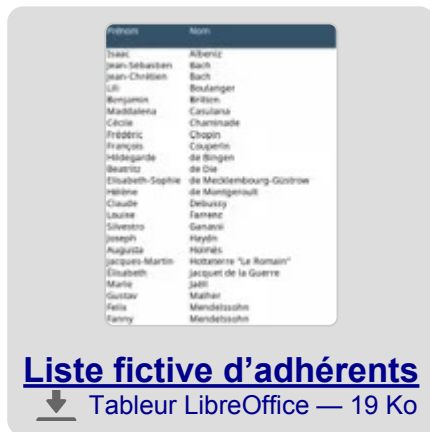 Prénom Nom
Isaac Albeniz
Jean-Sébastien Bach
Jean-Chrétien Bach
Lili Boulanger
Benjamin Britten
Maddalena Casulana
Cécile Chaminade
Frédéric Chopin
François Couperin
Hildegarde de Bingen
Beatritz de Die
Elisabeth-Sophie de Mecklembourg-Güstrow
Hélène de Montgeroult
Claude Debussy
Louise Farrenc
Silvestro Ganassi
Joseph Haydn
Augusta Holmès
Jacques-Martin Hotteterre "Le Romain"
Élisabeth Jacquet de la Guerre
Marie Jaëll
Gustav Malher
Felix Mendelssohn
Fanny Mendelssohn
Liste fictive d’adhérents
Tableur LibreOffice — 19 Ko